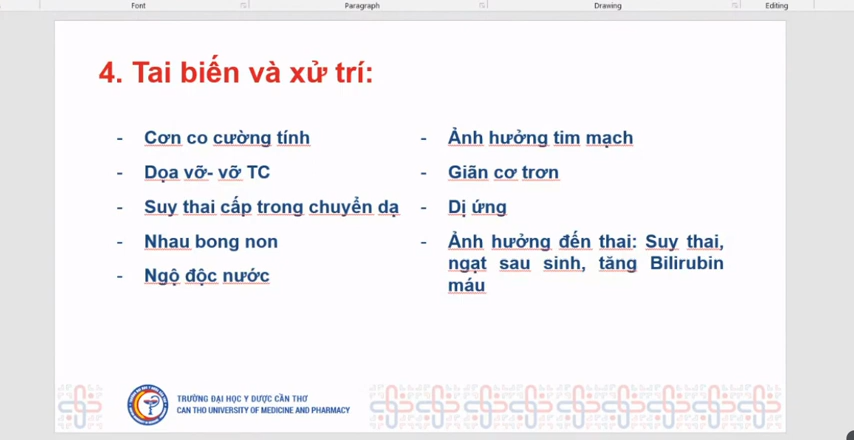 Font
Paragraph
Drawing
Editing
4. Tai biến và xử trí:
- Cơn co cường tính
- Dọa vỡ- vỡ TC
- Suy thai cấp trong chuyển dạ
- Nhau bong non
- Ngộ độc nước
- Ảnh hưởng tim mạch
- Giãn cơ trơn
- Dị ứng
- Ảnh hưởng đến thai: Suy thai,
ngạt sau sinh, tăng Bilirubin
máu
TRƯỜNG ĐẠI HỌC Y DƯỢC CẦN THƠ
CAN THO UNIVERSITY OF MEDICINE AND PHARMACY